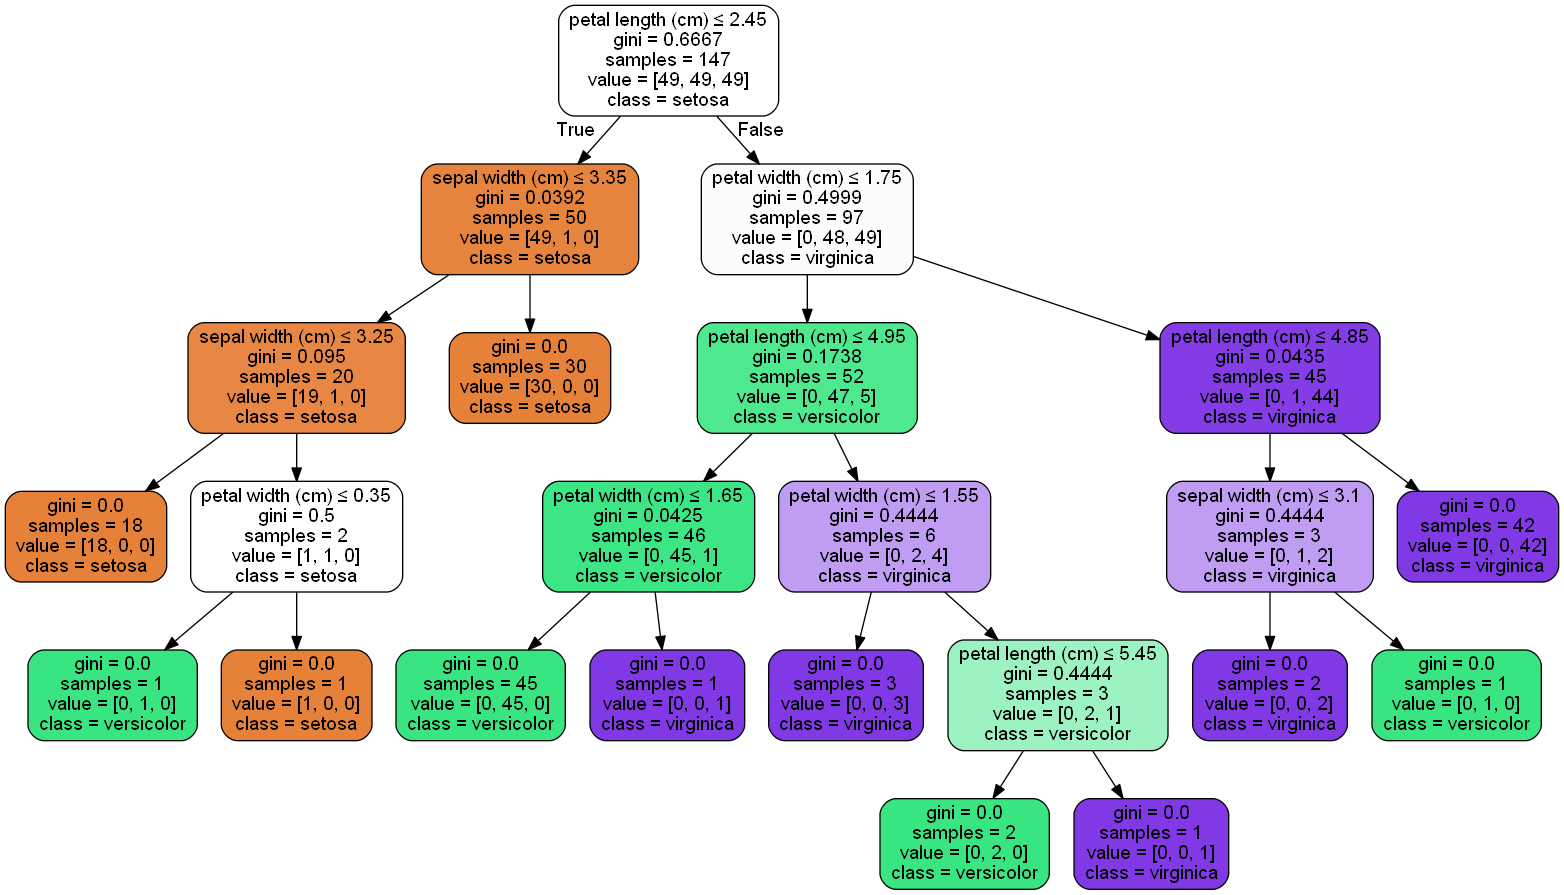 petal length (cm) ≤ 2.45
gini = 0.6667
samples = 147
value = [49, 49, 49]
class = setosa
True
False
sepal width (cm) ≤ 3.35
gini = 0.0392
samples = 50
value = [49, 1, 0]
class = setosa
petal width (cm) ≤ 1.75
gini = 0.4999
samples = 97
value = [0, 48, 49]
class = virginica
sepal width (cm) ≤ 3.25
gini = 0.095
samples = 20
value = [19, 1, 0]
class = setosa
gini = 0.0
samples = 30
value = [30, 0, 0]
class = setosa
petal length (cm) ≤ 4.95
gini = 0.1738
samples = 52
value = [0, 47, 5]
class = versicolor
petal length (cm) ≤ 4.85
gini = 0.0435
samples = 45
value = [0, 1, 44]
class = virginica
gini = 0.0
samples = 18
value = [18, 0, 0]
class = setosa
petal width (cm) ≤ 0.35
gini = 0.5
samples = 2
value = [1, 1, 0]
class = setosa
petal width (cm) ≤ 1.65
gini = 0.0425
samples = 46
value = [0, 45, 1]
class = versicolor
petal width (cm) ≤ 1.55
gini = 0.4444
samples = 6
value = [0, 2, 4]
class = virginica
sepal width (cm) ≤ 3.1
gini = 0.4444
samples = 3
value = [0, 1, 2]
class = virginica
gini = 0.0
samples = 42
value = [0, 0, 42]
class = virginica
gini = 0.0
samples = 1
value = [0, 1, 0]
class = versicolor
gini = 0.0
samples = 1
value = [1, 0, 0]
class = setosa
gini = 0.0
samples = 45
value = [0, 45, 0]
class = versicolor
gini = 0.0
samples = 1
value = [0, 0, 1]
class = virginica
gini = 0.0
samples = 3
value = [0, 0, 3]
class = virginica
petal length (cm) ≤ 5.45
gini = 0.4444
samples = 3
value = [0, 2, 1]
class = versicolor
gini = 0.0
samples = 2
value = [0, 0, 2]
class = virginica
gini = 0.0
samples = 1
value = [0, 1, 0]
class = versicolor
gini = 0.0
samples = 2
value = [0, 2, 0]
class = versicolor
gini = 0.0
samples = 1
value = [0, 0, 1]
class = virginica